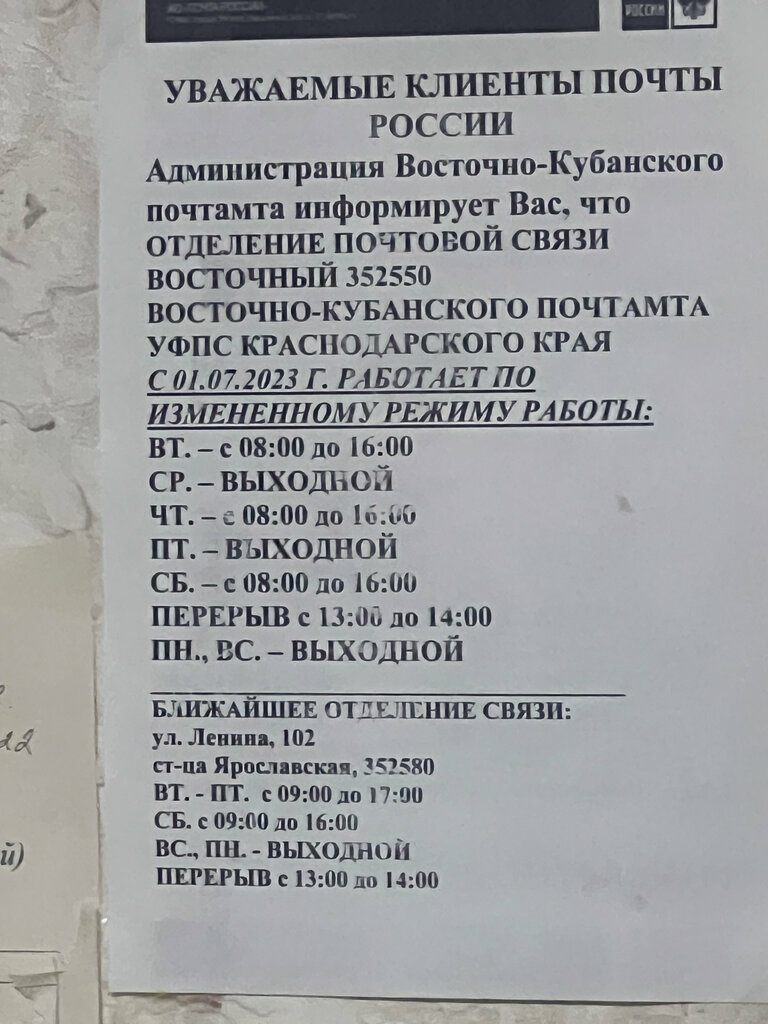 АО «ПОЧТА РОССИИ»
РОССИИ
УВАЖАЕМЫЕ КЛИЕНТЫ ПОЧТЫ
РОССИИ
Администрация Восточно-Кубанского
почтамта информирует Вас, что
ОТДЕЛЕНИЕ ПОЧТОВОЙ СВЯЗИ
ВОСТОЧНЫЙ 352550
ВОСТОЧНО-КУБАНСКОГО ПОЧТАМТА
УФПС КРАСНОДАРСКОГО КРАЯ
С 01.07.2023 Г. РАБОТАЕТ ПО
ИЗМЕНЕННОМУ РЕЖИМУ РАБОТЫ:
ВТ. – с 08:00 до 16:00
СР. – ВЫХОДНОЙ
ЧТ. – с 08:00 до 16:00
ПТ. – ВЫХОДНОЙ
СБ. – с 08:00 до 16:00
ПЕРЕРЫВ с 13:00 до 14:00
ПН., ВС. – ВЫХОДНОЙ
БЛИЖАЙШЕЕ ОТДЕЛЕНИЕ СВЯЗИ:
ул. Ленина, 102
ст-ца Ярославская, 352580
ВТ. - ПТ. с 09:00 до 17:00
СБ. с 09:00 до 16:00
ВС., ПН. - ВЫХОДНОЙ
ПЕРЕРЫВ с 13:00 до 14:00
й)